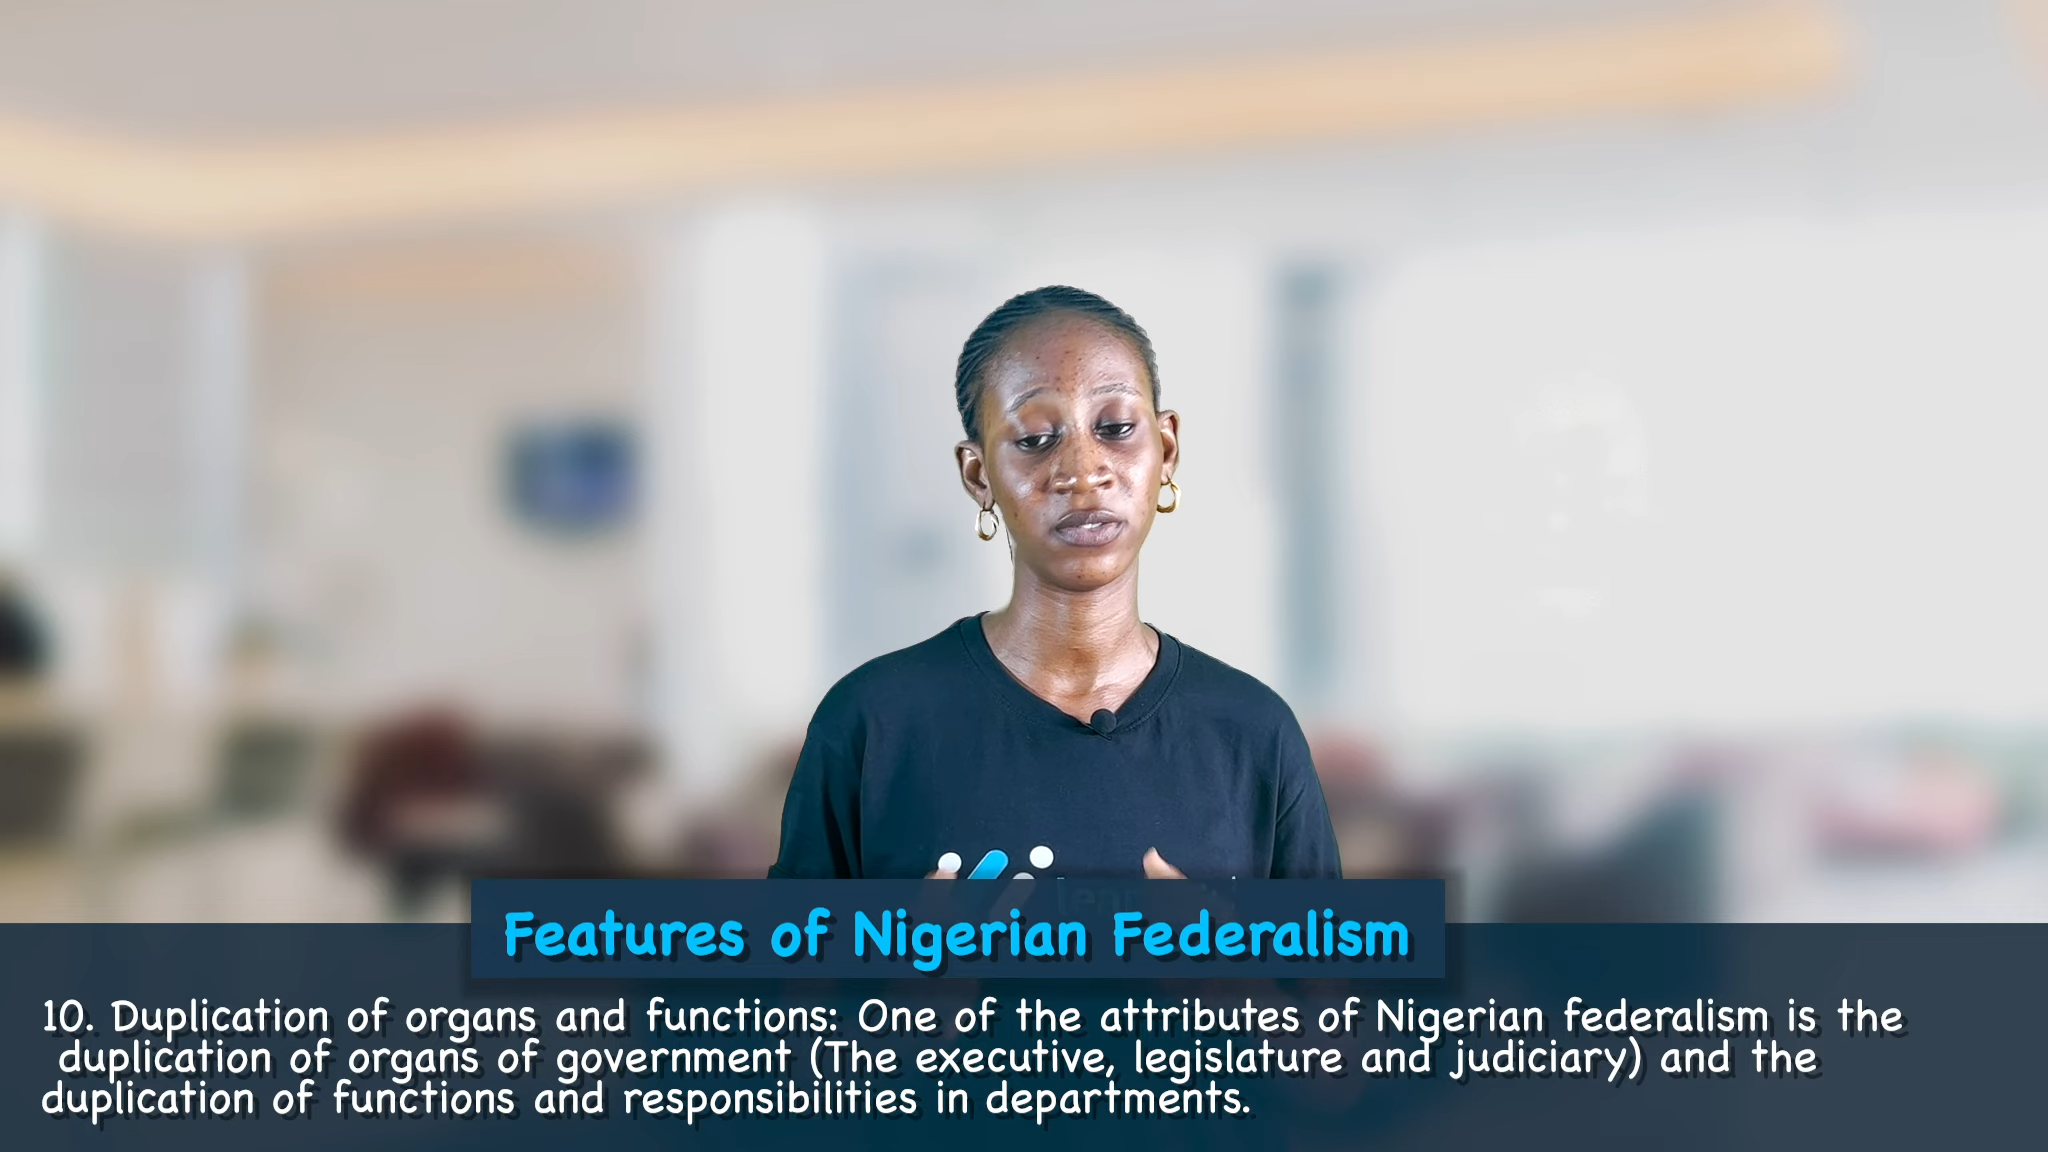 Features of Nigerian Federalism
10. Duplication of organs and functions: One of the attributes of Nigerian federalism is the
duplication of organs of government (The executive, legislature and judiciary) and the
duplication of functions and responsibilities in departments.